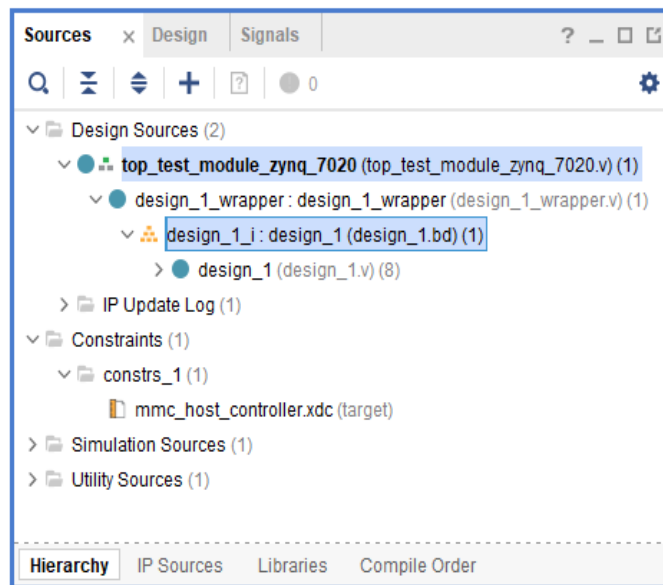 Sources × Design Signals ?
? 0
Design Sources (2)
top_test_module_zynq_7020 (top_test_module_zynq_7020.v) (1)
design_1_wrapper : design_1_wrapper (design_1_wrapper.v) (1)
design_1_i : design_1 (design_1.bd) (1)
design_1 (design_1.v) (8)
IP Update Log (1)
Constraints (1)
constrs_1 (1)
mmc_host_controller.xdc (target)
Simulation Sources (1)
Utility Sources (1)
Hierarchy IP Sources Libraries Compile Order